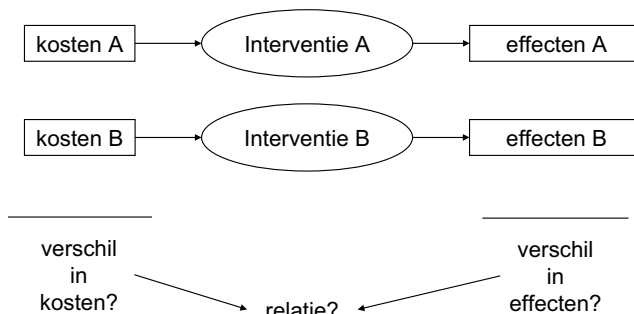 kosten A Interventie A effecten A
kosten B Interventie B effecten B
verschil verschil
in in
kosten? relatie? effecten?